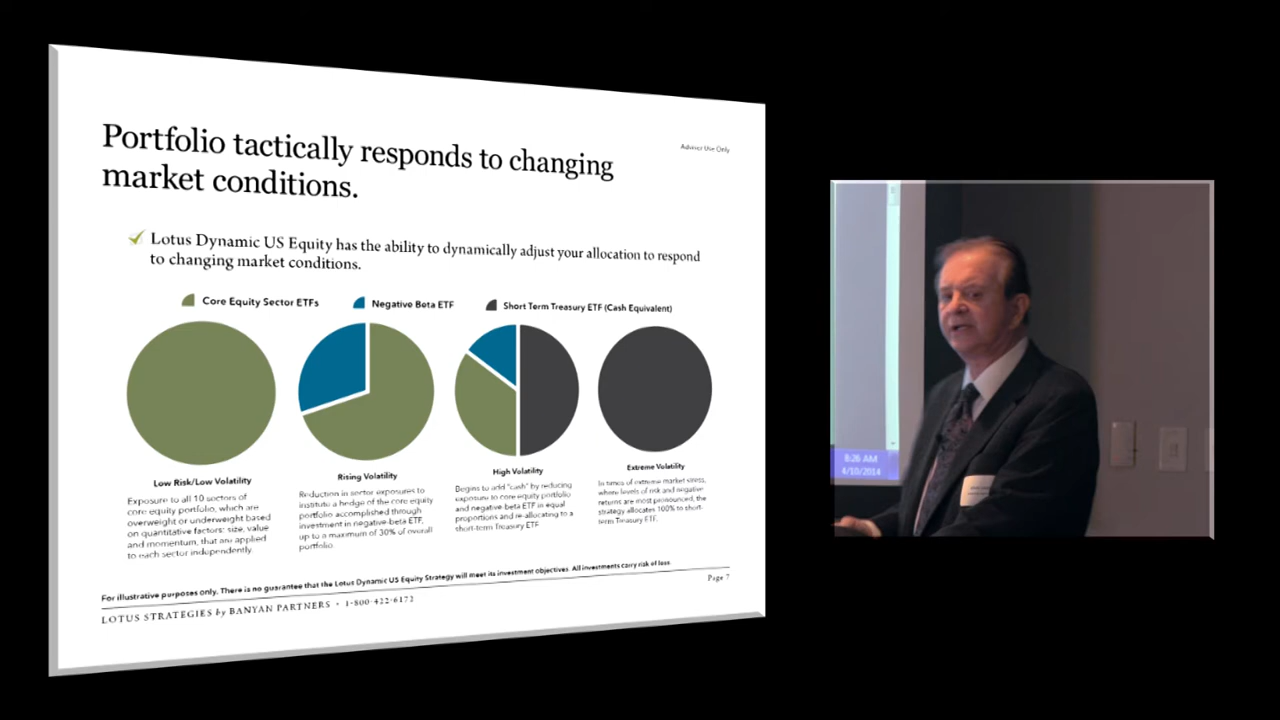 Portfolio tactically responds to changing
market conditions.
Advisor Use Only
Lotus Dynamic US Equity has the ability to dynamically adjust your allocation to respond
to changing market conditions.
Core Equity Sector ETFs
Negative Beta ETF
Short Term Treasury ETF (Cash Equivalent)
Low Risk/Low Volatility
Exposure to all 10 sectors of
core equity portfolio, which are
overweight or underweight based
on quantitative factors: size, value
and momentum, that are applied
to each sector independently.
Rising Volatility
Reduction in sector exposures to
institute a hedge of the core equity
portfolio accomplished through
investment in negative-beta ETF,
up to a maximum of 30% of overall
portfolio
High Volatility
Begins to add "cash" by reducing
exposure to core equity portfolio
and negative-beta ETF in equal
proportions and re-allocating to a
short-term Treasury ETF
Extreme Volatility
In times of extreme market stress,
where levels of risk and negative
returns are most pronounced, the
strategy allocates 100% to short-
term Treasury ETF.
For illustrative purposes only. There is no guarantee that the Lotus Dynamic US Equity Strategy will meet its investment objectives. All investments carry risk of loss.
LOTUS STRATEGIES by BANYAN PARTNERS • 1-800-422-6172
Page 7
8:26 AM
4/10/2014